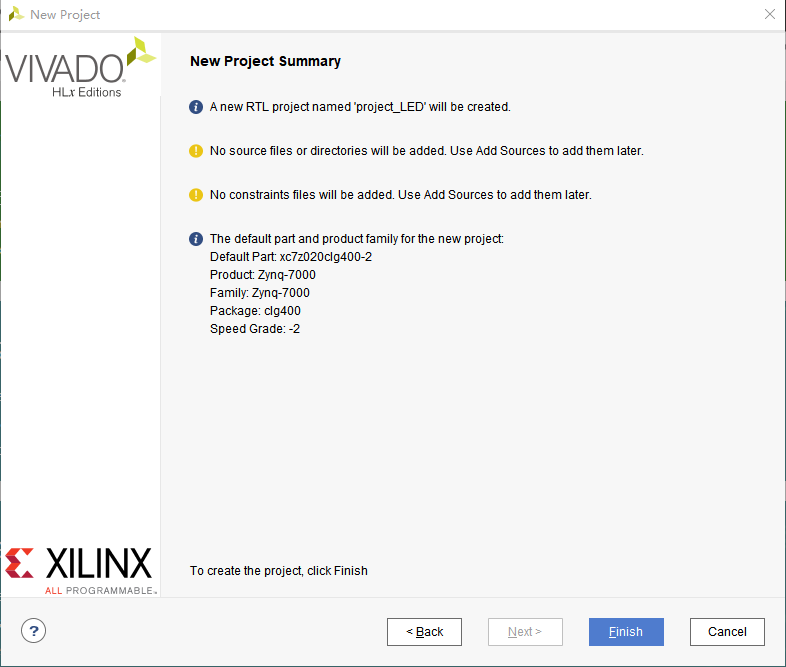 New Project
VIVADO
HLx Editions
New Project Summary
A new RTL project named 'project_LED' will be created.
No source files or directories will be added. Use Add Sources to add them later.
No constraints files will be added. Use Add Sources to add them later.
The default part and product family for the new project:
Default Part: xc7z020clg400-2
Product: Zynq-7000
Family: Zynq-7000
Package: clg400
Speed Grade: -2
XILINX
ALL PROGRAMMABLE.
To create the project, click Finish
?
< Back
Next >
Finish
Cancel